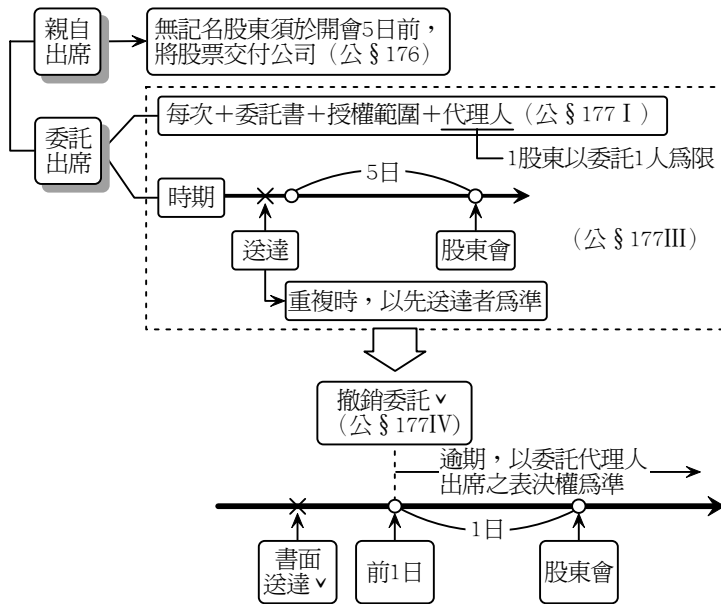 親自
出席
無記名股東須於開會5日前，
將股票交付公司（公§176）
委託
出席
每次＋委託書＋授權範圍＋代理人（公§177Ⅰ）
1股東以委託1人為限
時期
5日
送達
股東會
（公§177III）
重複時，以先送達者為準
撤銷委託ˇ
（公§177IV）
逾期，以委託代理人
出席之表決權為準
1日
書面
送達ˇ
前1日
股東會